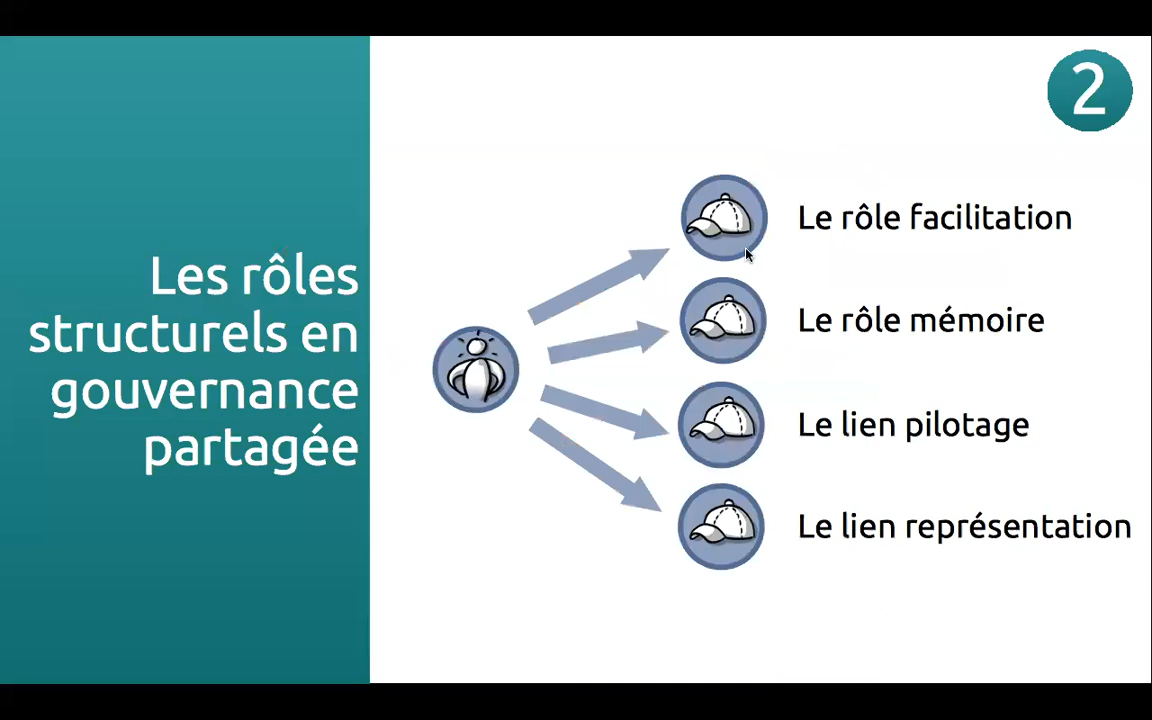 2
Les rôles
structurels en
gouvernance
partagée
Le rôle facilitation
Le rôle mémoire
Le lien pilotage
Le lien représentation